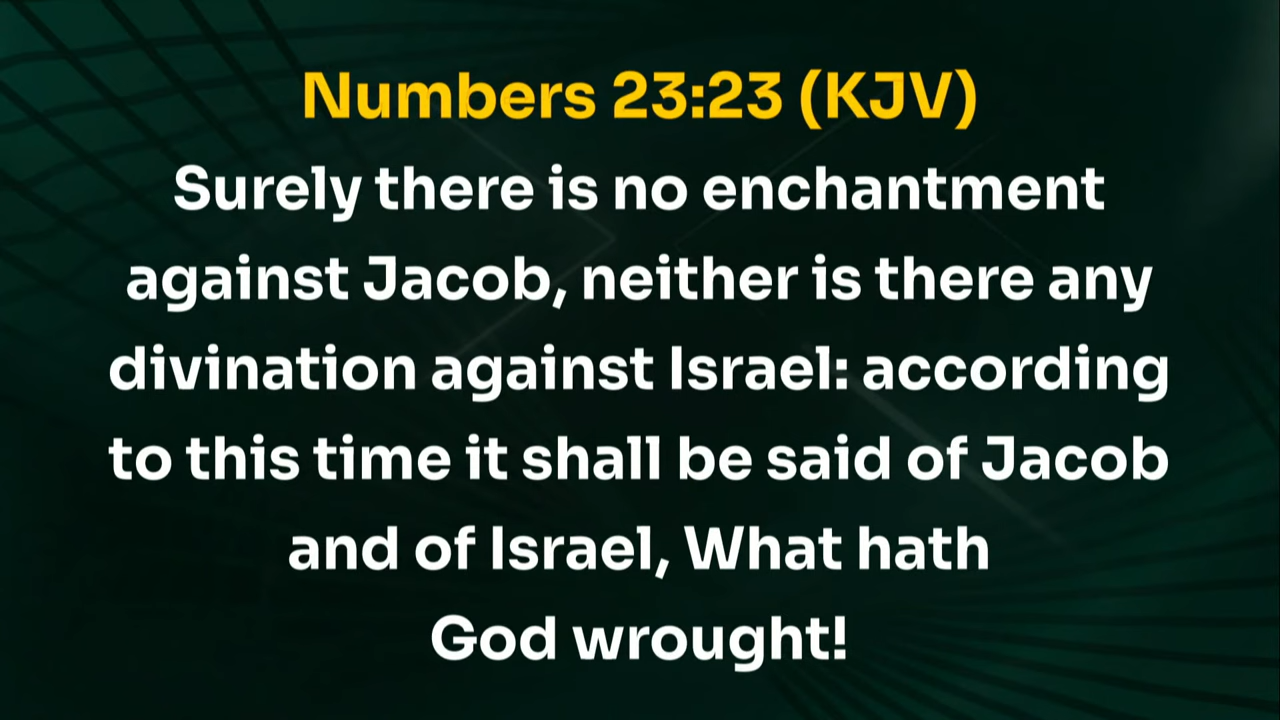 Numbers 23:23 (KJV)
Surely there is no enchantment
against Jacob, neither is there any
divination against Israel: according
to this time it shall be said of Jacob
and of Israel, What hath
God wrought!